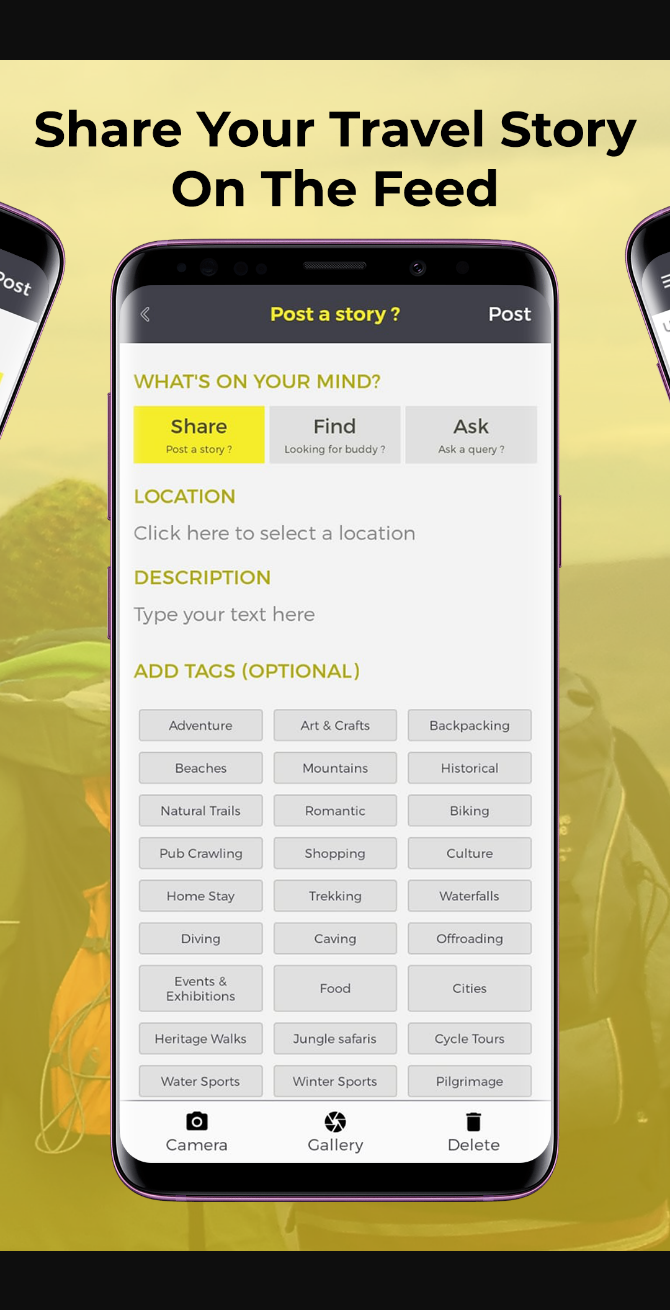 Share Your Travel Story
On The Feed
Post
Post a story ?
Post
WHAT'S ON YOUR MIND?
Share
Find
Ask
Post a story ?
Looking for buddy ?
Ask a query ?
LOCATION
Click here to select a location
DESCRIPTION
Type your text here
ADD TAGS (OPTIONAL)
Adventure
Art & Crafts
Backpacking
Beaches
Mountains
Historical
Natural Trails
Romantic
Biking
Pub Crawling
Shopping
Culture
Home Stay
Trekking
Waterfalls
Diving
Caving
Offroading
Events &
Exhibitions
Food
Cities
Heritage Walks
Jungle safaris
Cycle Tours
Water Sports
Winter Sports
Pilgrimage
Camera
Gallery
Delete